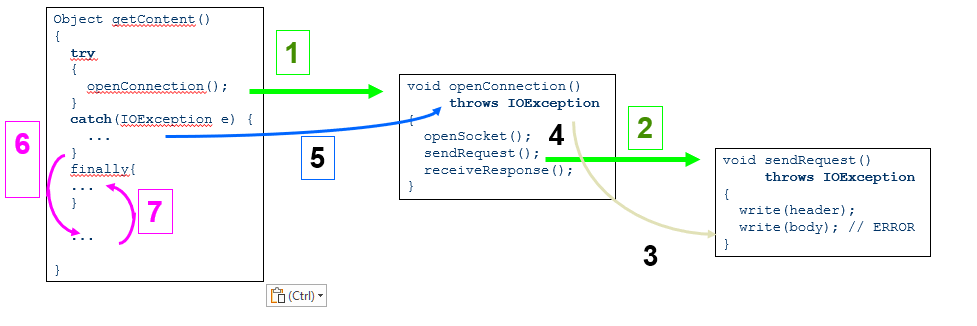 Object getContent()
{
try
{
openConnection();
}
catch(IOException e) {
...
}
finally{
...
}
...
}
1
6
7
5
void openConnection()
throws IOException
{
openSocket();
sendRequest();
receiveResponse();
}
4
2
3
void sendRequest()
throws IOException
{
write(header);
write(body); // ERROR
}
(Ctrl)